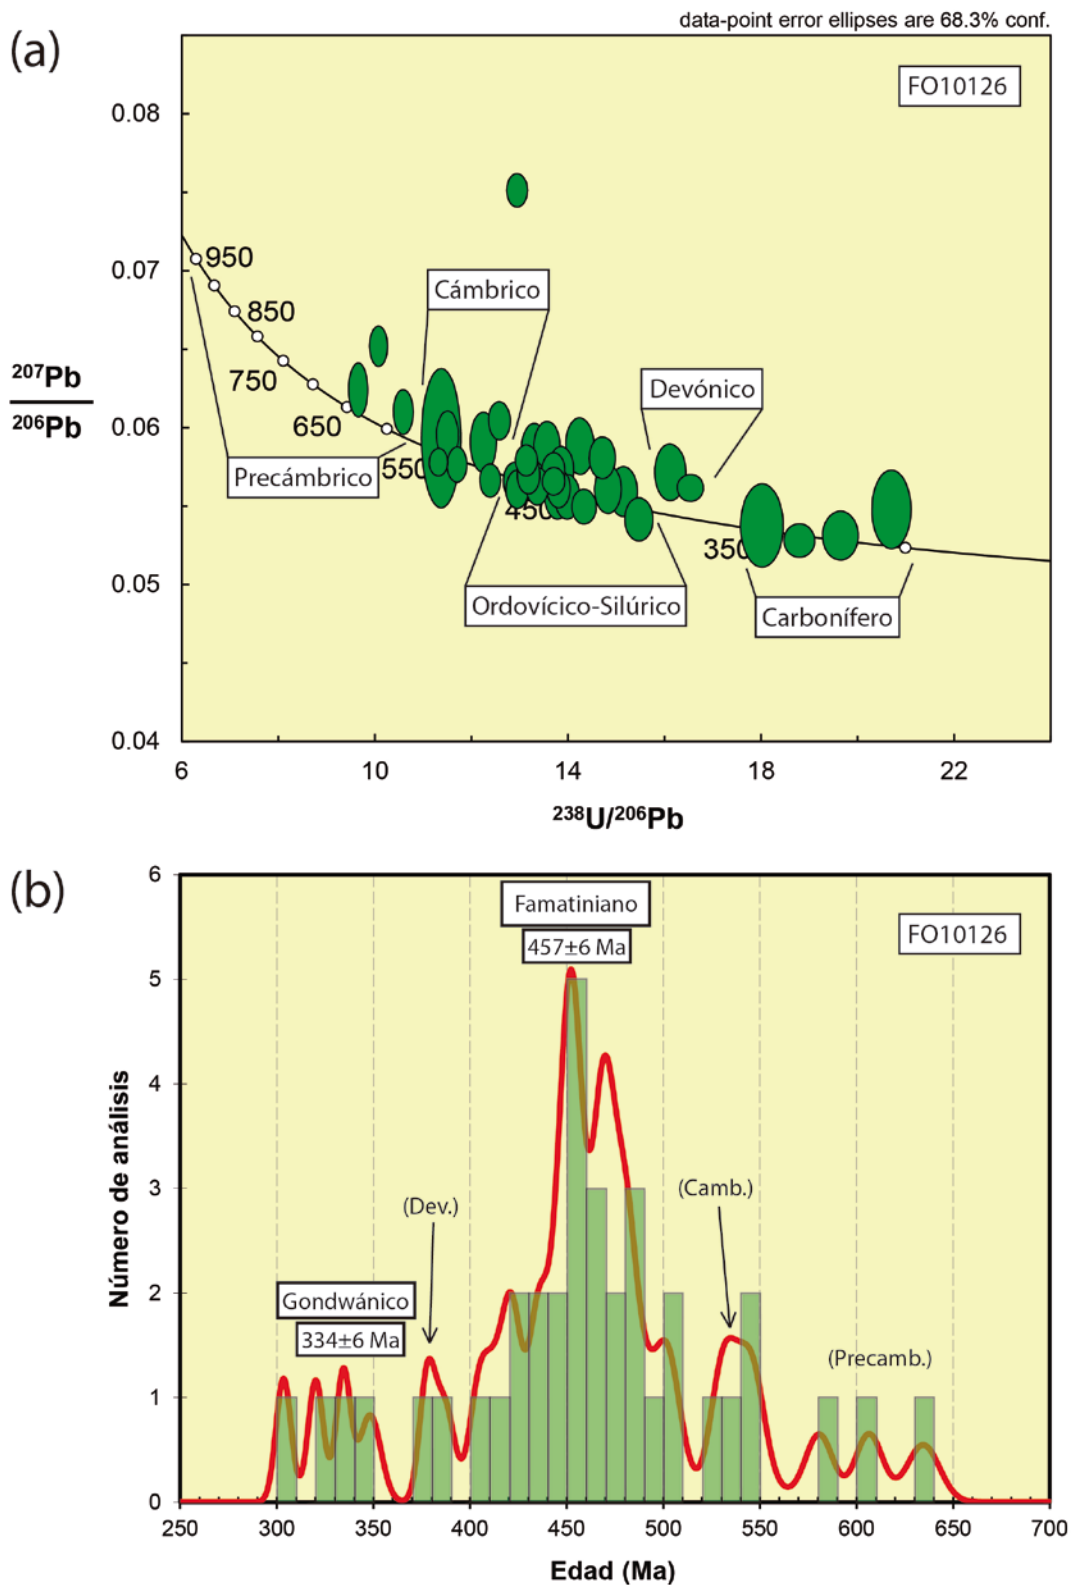 data-point error ellipses are 68.3% conf.
(a)
FO10126
0.08
0.07
0.06
0.05
0.04
207Pb
206Pb
950
850
750
650
550
450
350
Cámbrico
Devónico
Precámbrico
Ordovícico-Silúrico
Carbonífero
6 10 14 18 22
238U/206Pb
(b)
6
5
4
3
2
1
0
Número de análisis
Famatiniano
457±6 Ma
FO10126
(Dev.)
(Camb.)
Gondwánico
334±6 Ma
(Precamb.)
250 300 350 400 450 500 550 600 650 700
Edad (Ma)